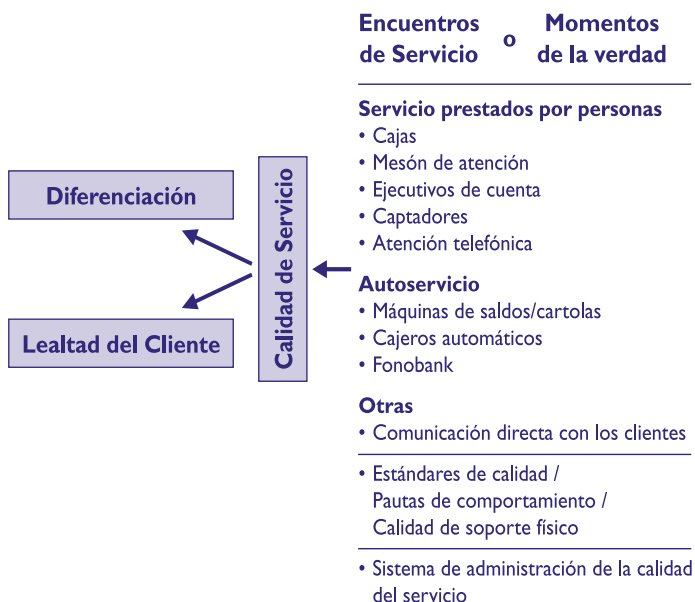 Encuentros de Servicio
o
Momentos de la verdad
Servicio prestados por personas
• Cajas
• Mesón de atención
• Ejecutivos de cuenta
• Captadores
• Atención telefónica
Autoservicio
• Máquinas de saldos/cartolas
• Cajeros automáticos
• Fonobank
Otras
• Comunicación directa con los clientes
• Estándares de calidad /
Pautas de comportamiento /
Calidad de soporte físico
• Sistema de administración de la calidad
del servicio
Calidad de Servicio
Diferenciación
Lealtad del Cliente